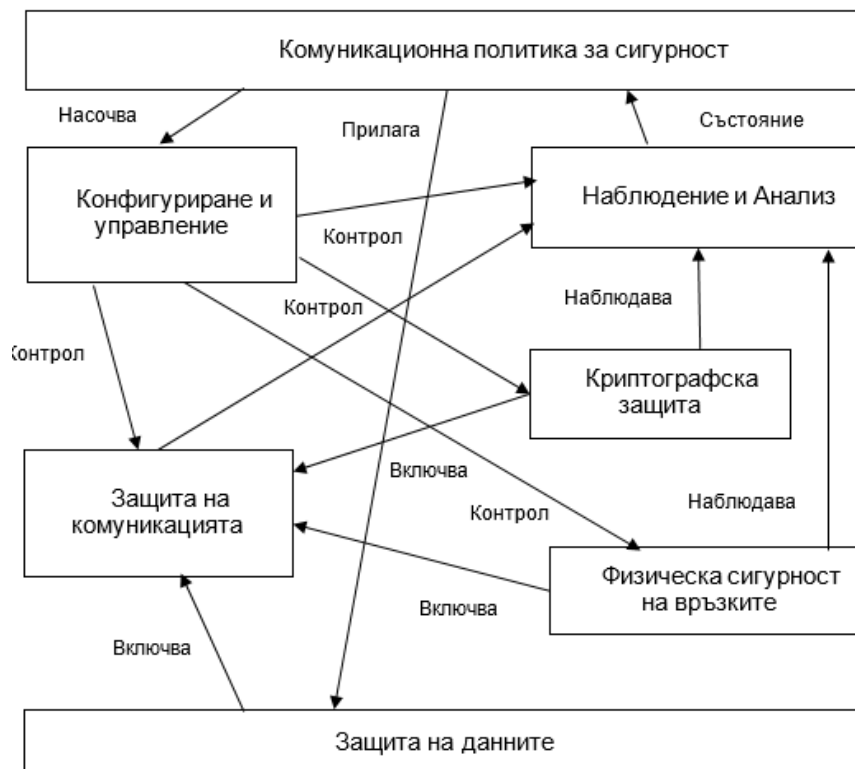 Комуникационна политика за сигурност
Насочва
Прилага
Състояние
Конфигуриране и
управление
Наблюдение и Анализ
Контрол
Контрол
Наблюдава
Контрол
Криптографска
защита
Включва
Защита на
комуникацията
Контрол
Наблюдава
Физическа сигурност
на връзките
Включва
Включва
Защита на данните